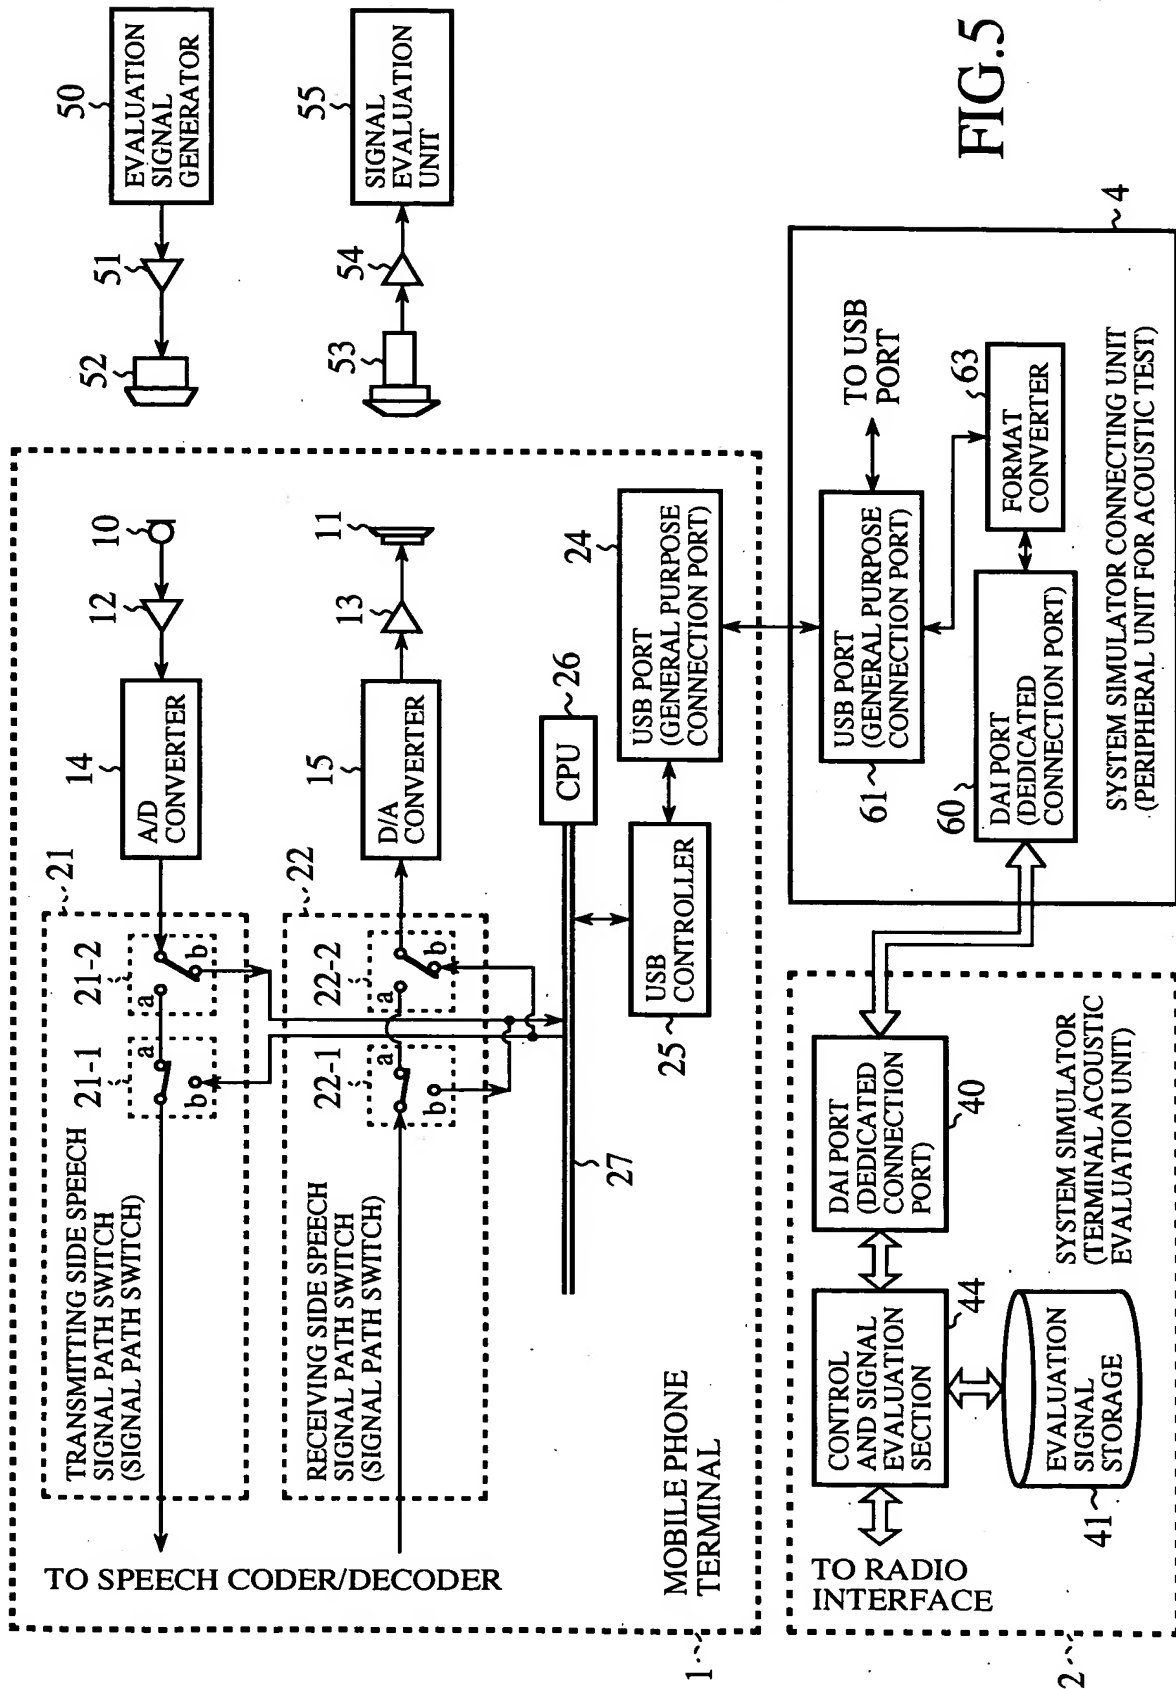 FIG.5
50
EVALUATION
SIGNAL
GENERATOR
51
52
55
SIGNAL
EVALUATION
UNIT
54
53
TRANSMITTING SIDE SPEECH
SIGNAL PATH SWITCH
(SIGNAL PATH SWITCH)
21
21-1
a
b
21-2
a
b
14
A/D
CONVERTER
12
10
RECEIVING SIDE SPEECH
SIGNAL PATH SWITCH
(SIGNAL PATH SWITCH)
22
22-1
a
b
22-2
a
b
15
D/A
CONVERTER
13
11
TO SPEECH CODER/DECODER
27
CPU
26
USB CONTROLLER
25
24
USB PORT
(GENERAL PURPOSE
CONNECTION PORT)
MOBILE PHONE
TERMINAL
1
TO RADIO
INTERFACE
CONTROL
AND SIGNAL
EVALUATION
SECTION
44
DAI PORT
(DEDICATED
CONNECTION
PORT)
40
EVALUATION
SIGNAL
STORAGE
41
SYSTEM SIMULATOR
(TERMINAL ACOUSTIC
EVALUATION UNIT)
2
USB PORT
(GENERAL PURPOSE
CONNECTION PORT)
61
TO USB
PORT
60
DAI PORT
(DEDICATED
CONNECTION PORT)
63
FORMAT
CONVERTER
SYSTEM SIMULATOR CONNECTING UNIT
(PERIPHERAL UNIT FOR ACOUSTIC TEST)
4